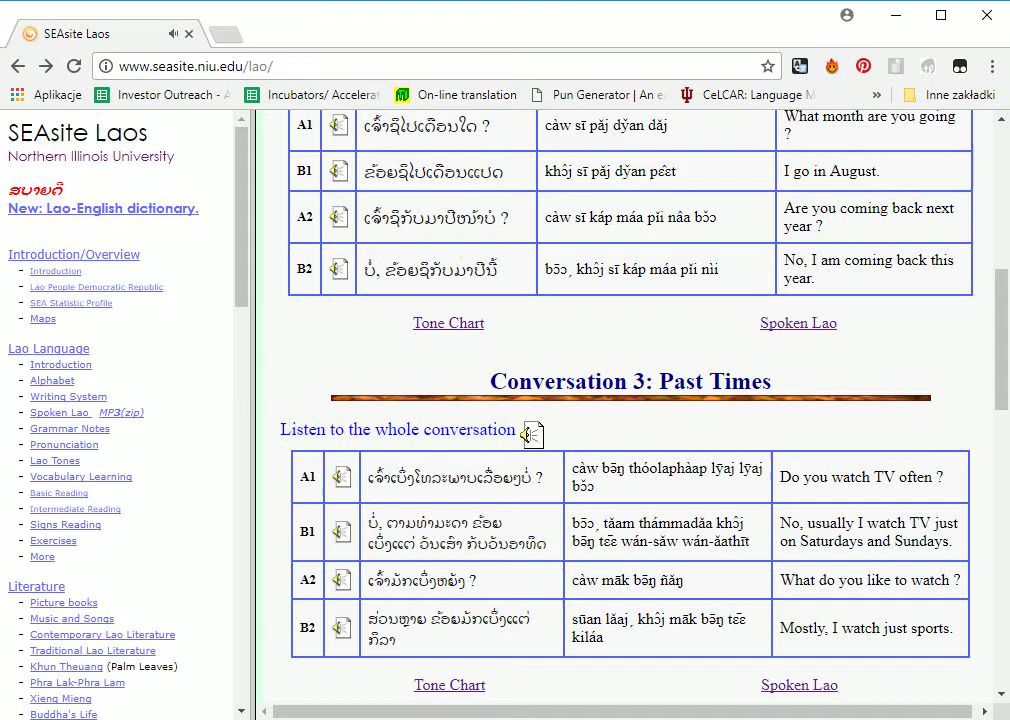 SEAsite Laos
www.seasite.niu.edu/lao/
Aplikacje
Investor Outreach - A
Incubators/ Accelerat
On-line translation
Pun Generator | An e
CeLCAR: Language M
»
Inne zakładki
SEAsite Laos
Northern Illinois University
ສບາຍດີ
New: Lao-English dictionary.
Introduction/Overview
- Introduction
- Lao People Democratic Republic
- SEA Statistic Profile
- Maps
Lao Language
- Introduction
- Alphabet
- Writing System
- Spoken Lao MP3(zip)
- Grammar Notes
- Pronunciation
- Lao Tones
- Vocabulary Learning
- Basic Reading
- Intermediate Reading
- Signs Reading
- Exercises
- More
Literature
- Picture books
- Music and Songs
- Contemporary Lao Literature
- Traditional Lao Literature
- Khun Theuang (Palm Leaves)
- Phra Lak-Phra Lam
- Xieng Mieng
- Buddha's Life
A1 ເຈົ້າຊິໄປເດືອນໃດ ? càw sī pǎj dȳan dǎj What month are you going
?
B1 ຂ້ອຍຊິໄປເດືອນແປດ khɔ̂j sī pǎj dȳan pɛ̂ɛt I go in August.
A2 ເຈົ້າຊິກັບມາປີໜ້າບໍ່ ? càw sī káp máa pǐi nâa bɔ̌ɔ Are you coming back next
year ?
B2 ບໍ່, ຂ້ອຍຊິກັບມາປີນີ້ bɔ̄ɔ, khɔ̂j sī káp máa pǐi nìi No, I am coming back this
year.
Tone Chart Spoken Lao
Conversation 3: Past Times
Listen to the whole conversation
A1 ເຈົ້າເບິ່ງໂທລະພາບເລື້ອຍໆບໍ່ ? càw bə̄ŋ thóolaphàap lȳaj lȳaj
bɔ̌ɔ Do you watch TV often ?
B1 ບໍ່, ຕາມທຳມະດາ ຂ້ອຍ
ເບິ່ງແຕ່ ວັນເສົາ ກັບວັນອາທິດ bɔ̄ɔ, tǎam thámmadǎa khɔ̂j
bə̄ŋ tɛ̄ɛ wán-sǎw wán-ǎathīt No, usually I watch TV just
on Saturdays and Sundays.
A2 ເຈົ້າມັກເບິ່ງຫຍັງ ? càw māk bə̄ŋ ñǎŋ What do you like to watch ?
B2 ສ່ວນຫຼາຍ ຂ້ອຍມັກເບິ່ງແຕ່
ກິລາ sūan lǎaj, khɔ̂j māk bə̄ŋ tɛ̄ɛ
kiláa Mostly, I watch just sports.
Tone Chart Spoken Lao